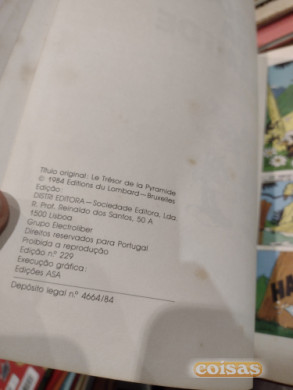 Título original: Le Trésor de la Pyramide
© 1984 Éditions du Lombard – Bruxelles
Edição:
DISTRI EDITORA – Sociedade Editora, Lda.
R. Prof. Reinaldo dos Santos, 50 A
1500 Lisboa
Grupo Electroliber
Direitos reservados para Portugal
Proibida a reprodução
Edição n.º 229
Execução gráfica:
Edições ASA
Depósito legal n.º 4664/84
coisas